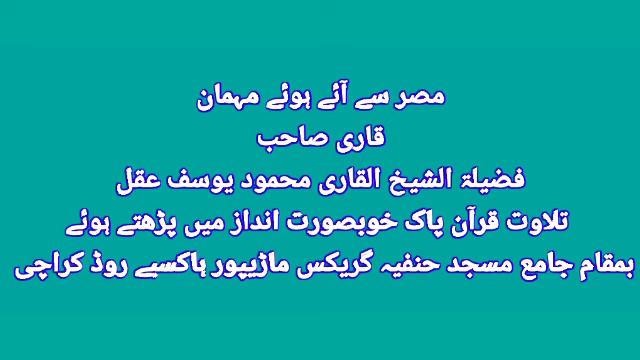 مصر سے آئے ہوئے مہمان
قاری صاحب
فضیلۃ الشیخ القاری محمود یوسف عقل
تلاوت قرآن پاک خوبصورت انداز میں پڑھتے ہوئے
بمقام جامع مسجد حنفیہ گریکس ماڑیپور ہاکسبے روڈ کراچی